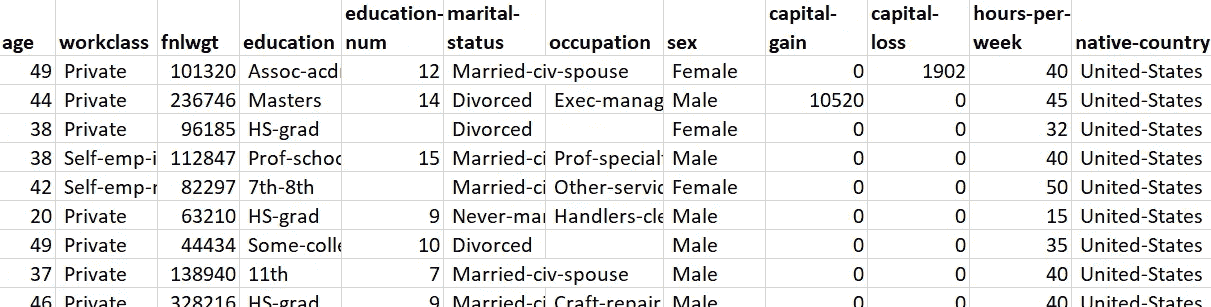 age workclass fnlwgt education education-num marital-status occupation sex capital-gain capital-loss hours-per-week native-country
49 Private 101320 Assoc-acd 12 Married-civ-spouse Female 0 1902 40 United-States
44 Private 236746 Masters 14 Divorced Exec-manag Male 10520 0 45 United-States
38 Private 96185 HS-grad Divorced Female 0 0 32 United-States
38 Self-emp-i 112847 Prof-schoo 15 Married-ci Prof-special Male 0 0 40 United-States
42 Self-emp-r 82297 7th-8th Married-ci Other-servic Female 0 0 50 United-States
20 Private 63210 HS-grad 9 Never-mar Handlers-cle Male 0 0 15 United-States
49 Private 44434 Some-colle 10 Divorced Male 0 0 35 United-States
37 Private 138940 11th 7 Married-civ-spouse Male 0 0 40 United-States
46 Private 328216 HS-grad 9 Married-ci Craft-repair Male 0 0 40 United-States